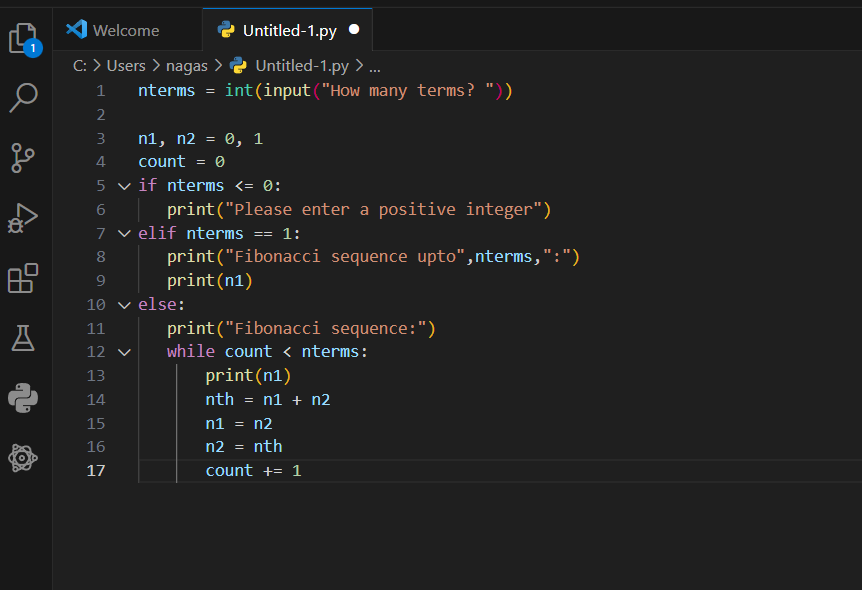 1
Welcome
Untitled-1.py
C: > Users > nagas > Untitled-1.py > ...
1 nterms = int(input("How many terms? "))
2
3 n1, n2 = 0, 1
4 count = 0
5 if nterms <= 0:
6    print("Please enter a positive integer")
7 elif nterms == 1:
8    print("Fibonacci sequence upto",nterms,":")
9    print(n1)
10 else:
11    print("Fibonacci sequence:")
12    while count < nterms:
13        print(n1)
14        nth = n1 + n2
15        n1 = n2
16        n2 = nth
17        count += 1